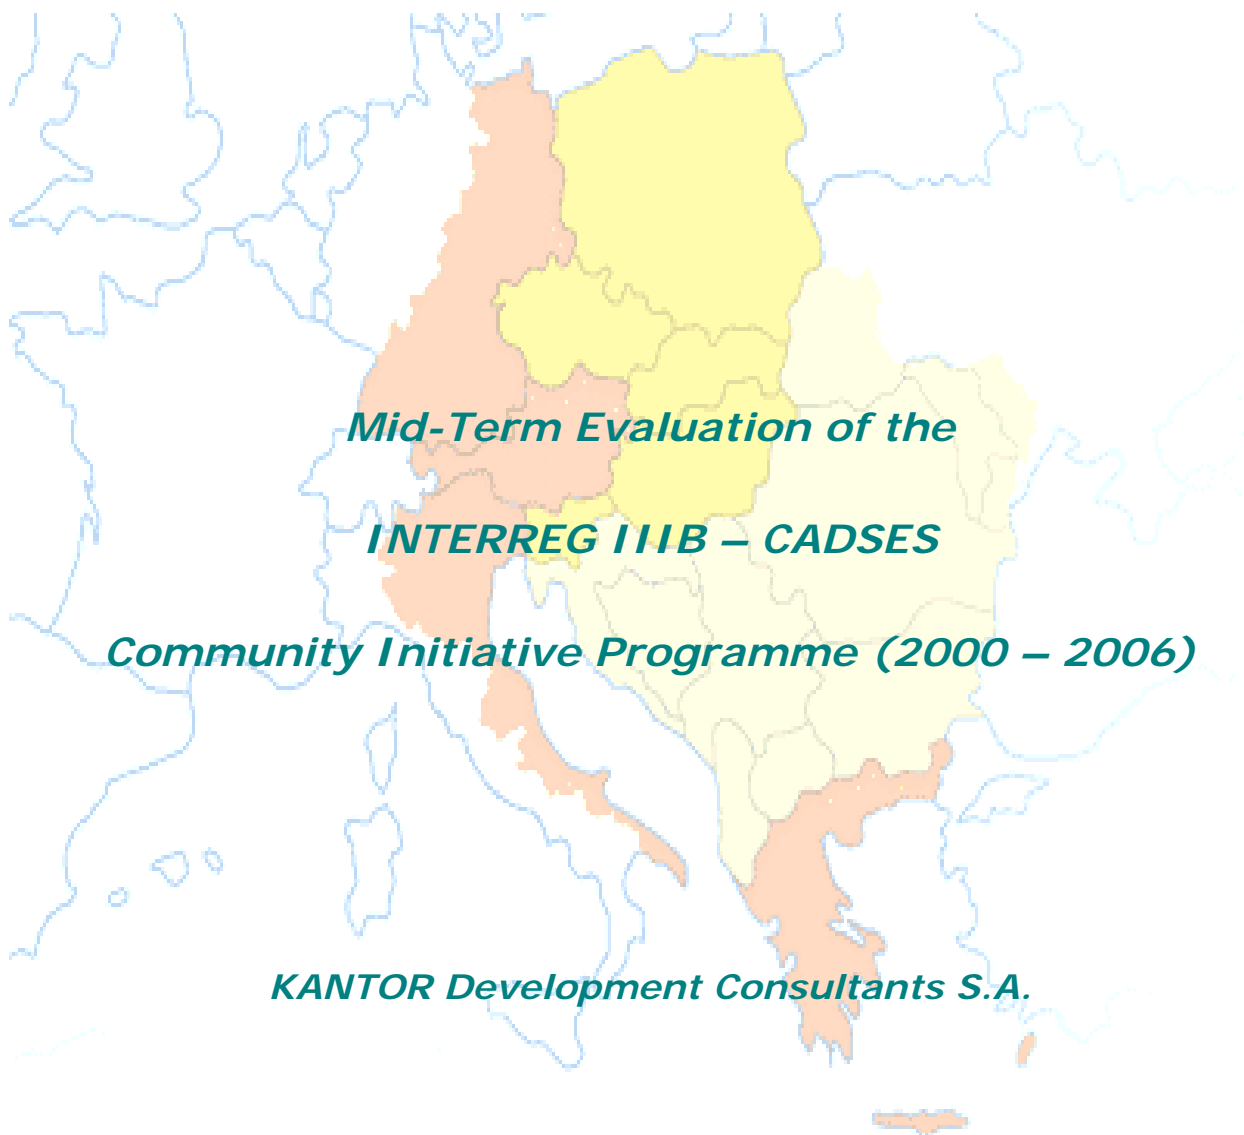 Mid-Term Evaluation of the
INTERREG IIIB – CADSES
Community Initiative Programme (2000 – 2006)
KANTOR Development Consultants S.A.